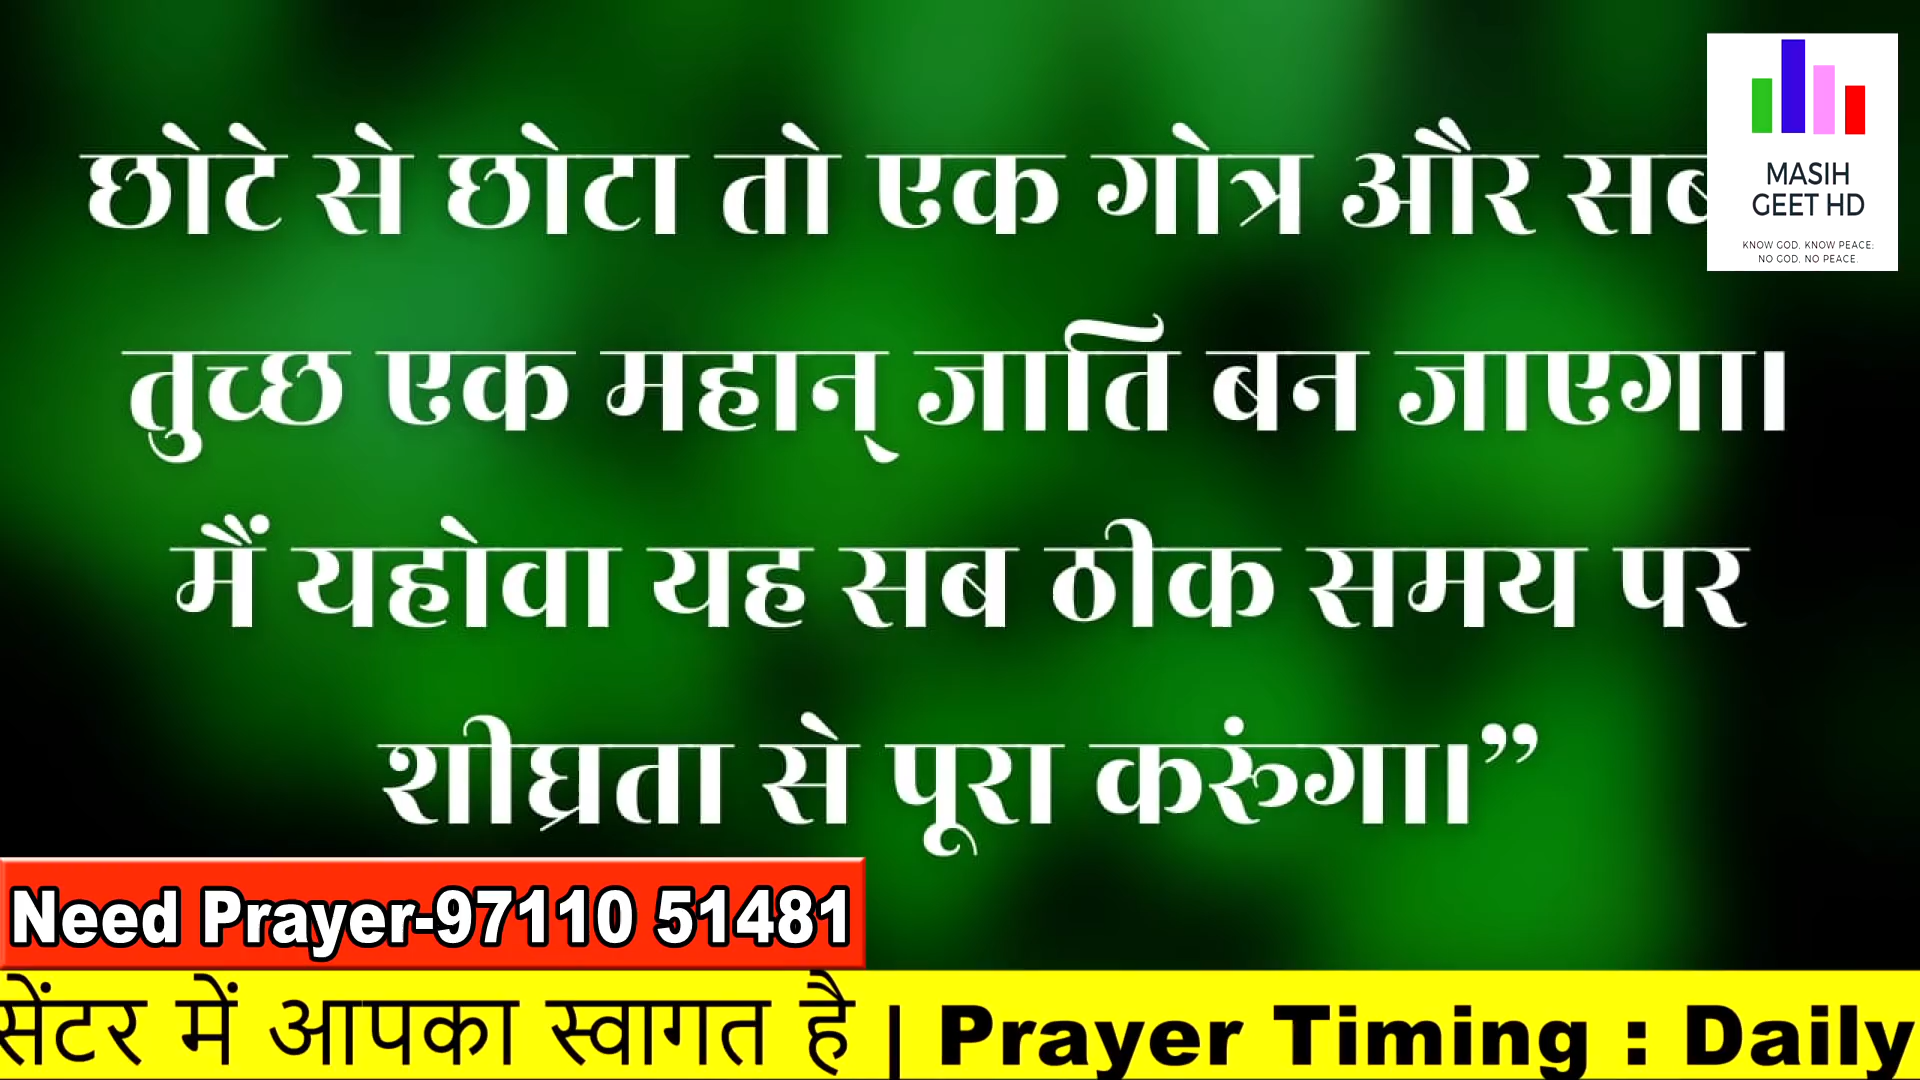 छोटे से छोटा तो एक गोत्र और सब
तुच्छ एक महान् जाति बन जाएगा।
मैं यहोवा यह सब ठीक समय पर
शीघ्रता से पूरा करूंगा।”
MASIH
GEET HD
KNOW GOD, KNOW PEACE;
NO GOD, NO PEACE.
Need Prayer-97110 51481
सेंटर में आपका स्वागत है | Prayer Timing : Daily